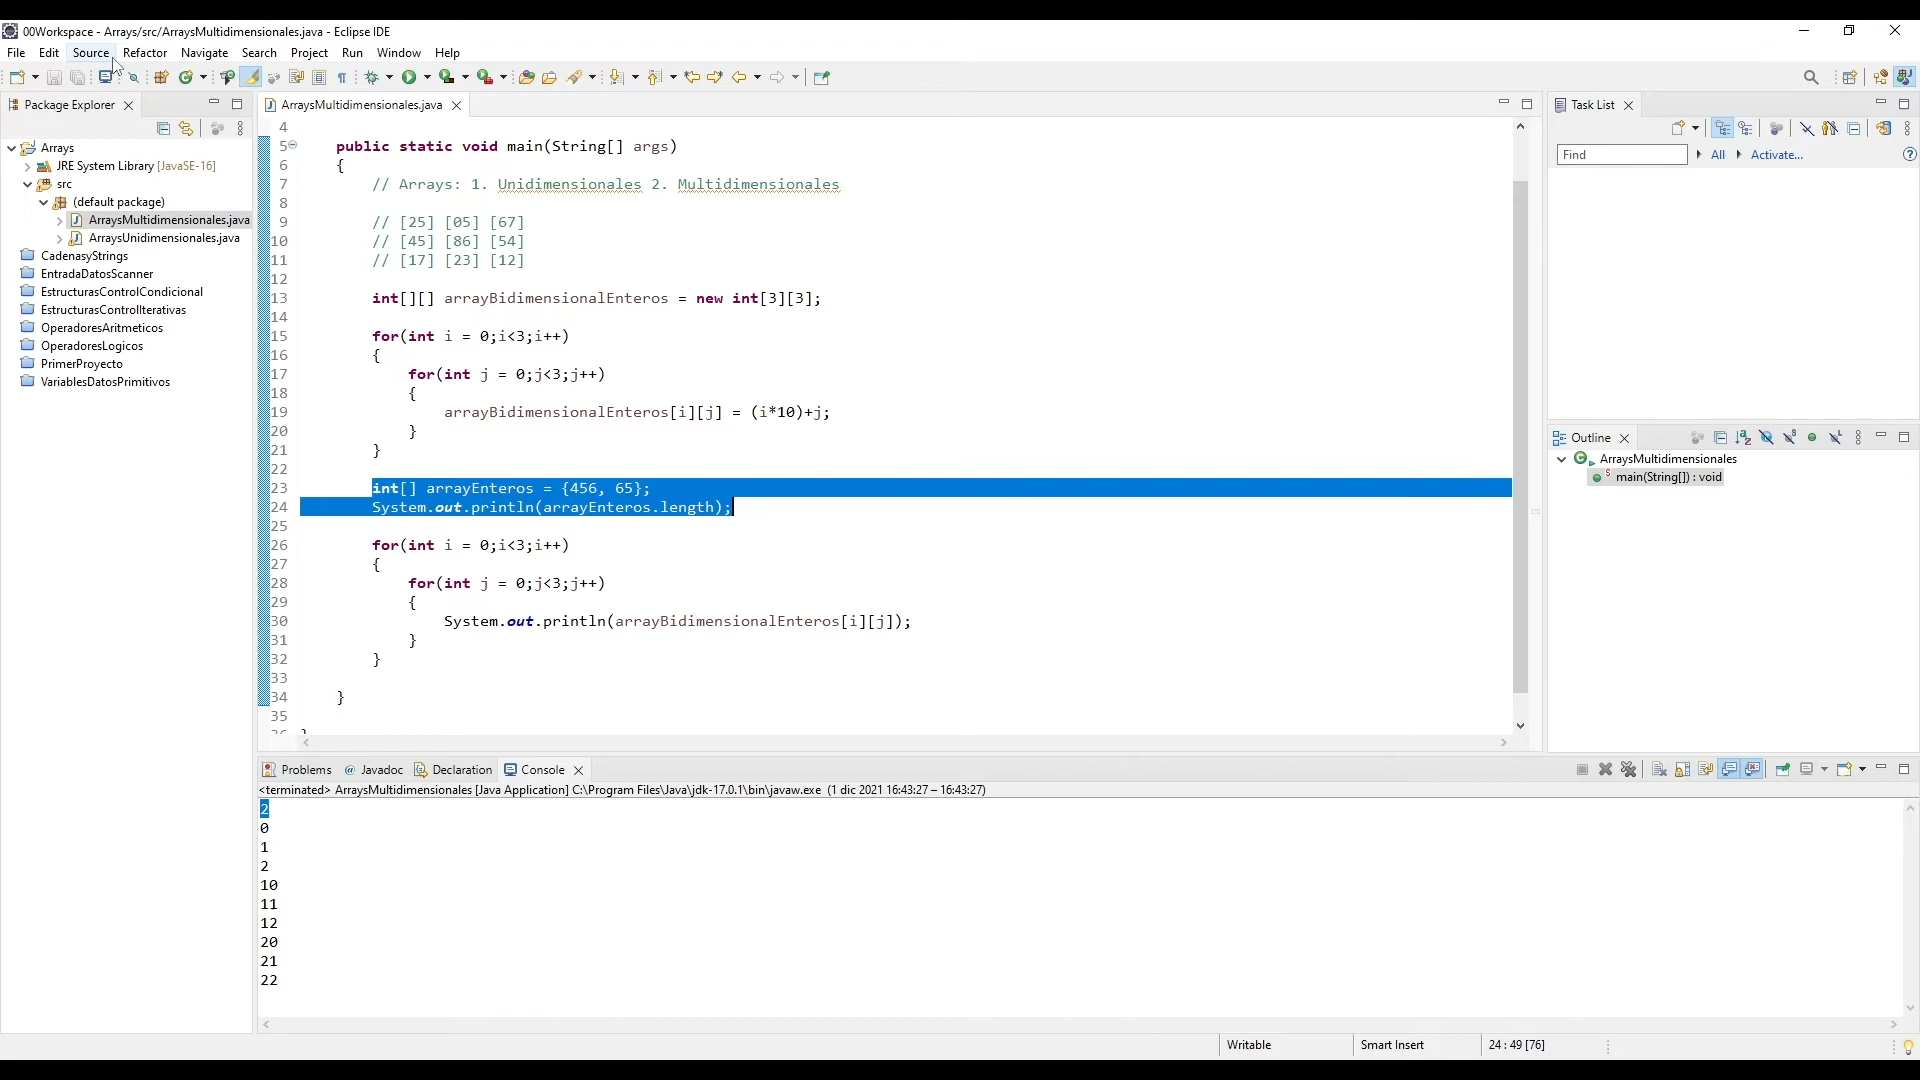 00Workspace - Arrays/src/ArraysMultidimensionales.java - Eclipse IDE
File Edit Source Refactor Navigate Search Project Run Window Help
Package Explorer
Arrays
JRE System Library [JavaSE-16]
src
(default package)
ArraysMultidimensionales.java
ArraysUnidimensionales.java
CadenasyStrings
EntradaDatosScanner
EstructurasControlCondicional
EstructurasControlIterativas
OperadoresAritmeticos
OperadoresLogicos
PrimerProyecto
VariablesDatosPrimitivos
ArraysMultidimensionales.java
4
5 public static void main(String[] args)
6 {
7 // Arrays: 1. Unidimensionales 2. Multidimensionales
8
9 // [25] [05] [67]
10 // [45] [86] [54]
11 // [17] [23] [12]
12
13 int[][] arrayBidimensionalEnteros = new int[3][3];
14
15 for(int i = 0;i<3;i++)
16 {
17 for(int j = 0;j<3;j++)
18 {
19 arrayBidimensionalEnteros[i][j] = (i*10)+j;
20 }
21 }
22
23 int[] arrayEnteros = {456, 65};
24 System.out.println(arrayEnteros.length);
25
26 for(int i = 0;i<3;i++)
27 {
28 for(int j = 0;j<3;j++)
29 {
30 System.out.println(arrayBidimensionalEnteros[i][j]);
31 }
32 }
33
34 }
35
Task List
Find All Activate...
Outline
ArraysMultidimensionales
main(String[]) : void
Problems Javadoc Declaration Console
<terminated> ArraysMultidimensionales [Java Application] C:\Program Files\Java\jdk-17.0.1\bin\javaw.exe (1 dic 2021 16:43:27 – 16:43:27)
2
0
1
2
10
11
12
20
21
22
Writable Smart Insert 24 : 49 [76]